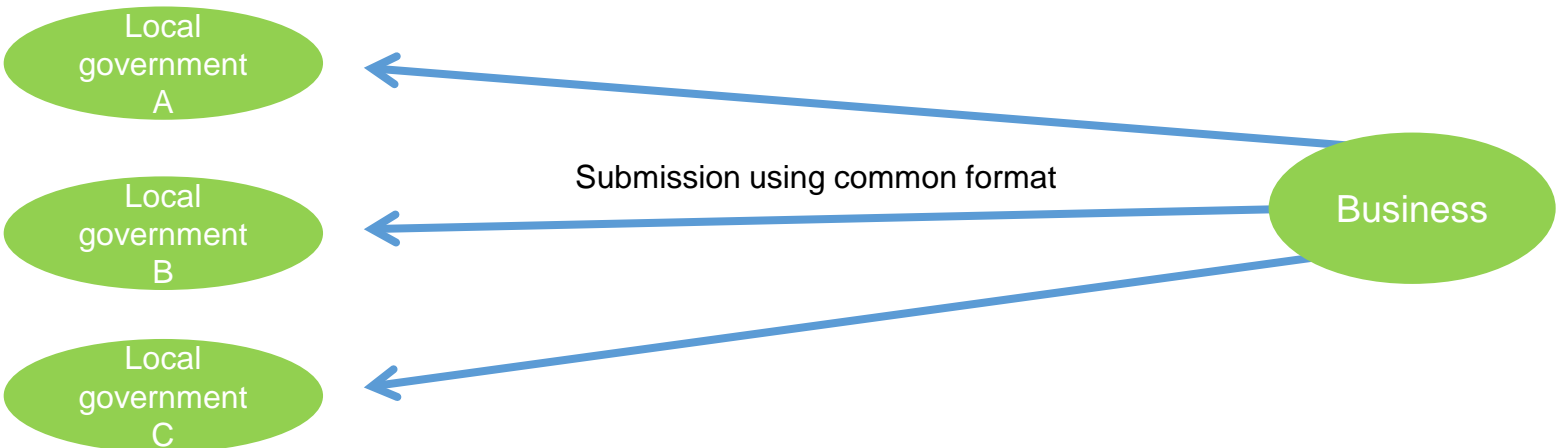 Local
government
A
Submission using common format
Local
government
B
Business
Local
government
C